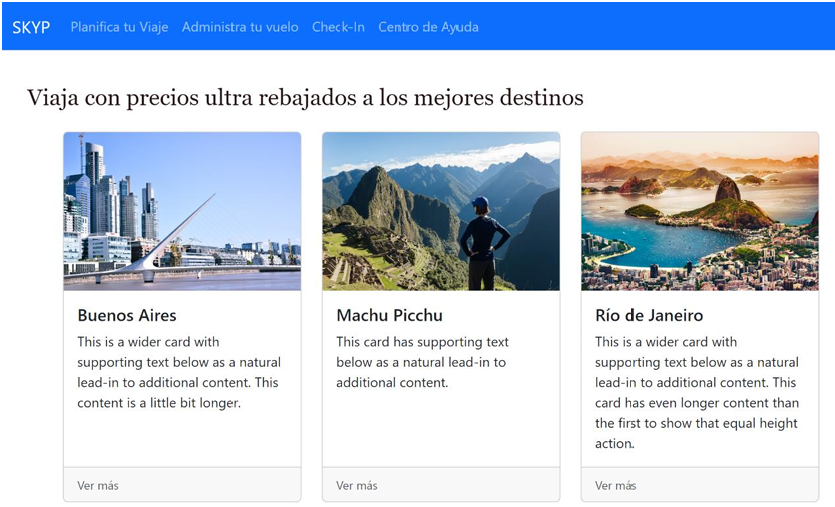 SKYP Planifica tu Viaje Administra tu vuelo Check-In Centro de Ayuda
Viaja con precios ultra rebajados a los mejores destinos
Buenos Aires
This is a wider card with
supporting text below as a natural
lead-in to additional content. This
content is a little bit longer.
Ver más
Machu Picchu
This card has supporting text
below as a natural lead-in to
additional content.
Ver más
Río de Janeiro
This is a wider card with
supporting text below as a natural
lead-in to additional content. This
card has even longer content than
the first to show that equal height
action.
Ver más